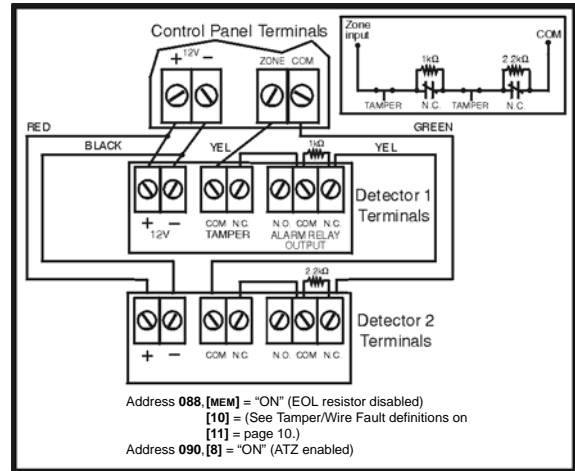 Control Panel Terminals
+ 12V −
ZONE COM
Zone input
COM
1kΩ
2.2kΩ
TAMPER N.C. TAMPER N.C.
RED
GREEN
BLACK
YEL
1kΩ
YEL
Detector 1 Terminals
+ −
12V
COM N.C.
TAMPER
N.O. COM N.C.
ALARM RELAY OUTPUT
2.2kΩ
Detector 2 Terminals
+ −
COM N.C.
N.O. COM N.C.
Address 088, [MEM] = “ON” (EOL resistor disabled)
[10] = (See Tamper/Wire Fault definitions on
[11] = page 10.)
Address 090, [8] = “ON” (ATZ enabled)